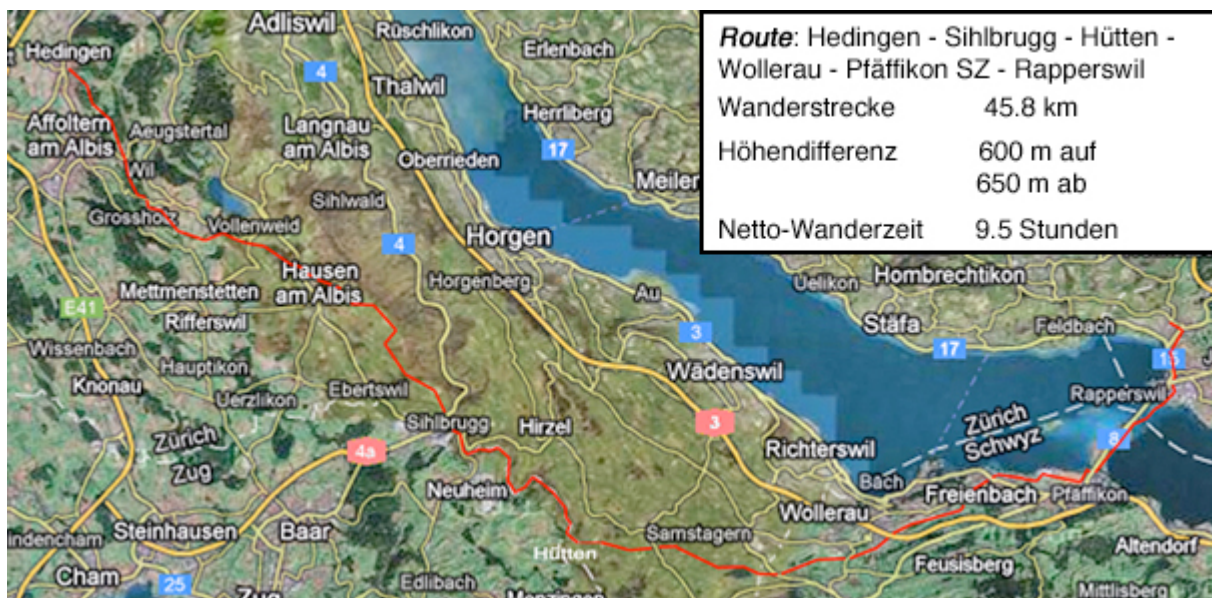 Route: Hedingen - Sihlbrugg - Hütten -
Wollerau - Pfäffikon SZ - Rapperswil
Wanderstrecke 45.8 km
Höhendifferenz 600 m auf
650 m ab
Netto-Wanderzeit 9.5 Stunden
Adliswil
Rüschlikon
Hedingen
Erlenbach
4
Thalwil
Herrliberg
Affoltern
am Albis
Aeugstertal
Langnau
am Albis
17
Oberrieden
Wil
Meilen
Sihlwald
Grossholz
Vollenweid
Horgen
4
Hausen
am Albis
Horgenberg
Uelikon
Hombrechtikon
Mettmenstetten
Au
E41
Rifferswil
Stäfa
Feldbach
Wissenbach
3
17
15
Hauptikon
Knonau
Ebertswil
Wädenswil
Rapperswil
Uerzlikon
Sihlbrugg
Hirzel
3
Zürich
Schwyz
8
Zürich
Zug
4a
Richterswil
Neuheim
Bäch
Freienbach
Pfäffikon
Wollerau
Steinhausen
Baar
Samstagern
Hütten
Altendorf
Feusisberg
Cham
25
Edlibach
Zug
Menzingen
Mittlisberg